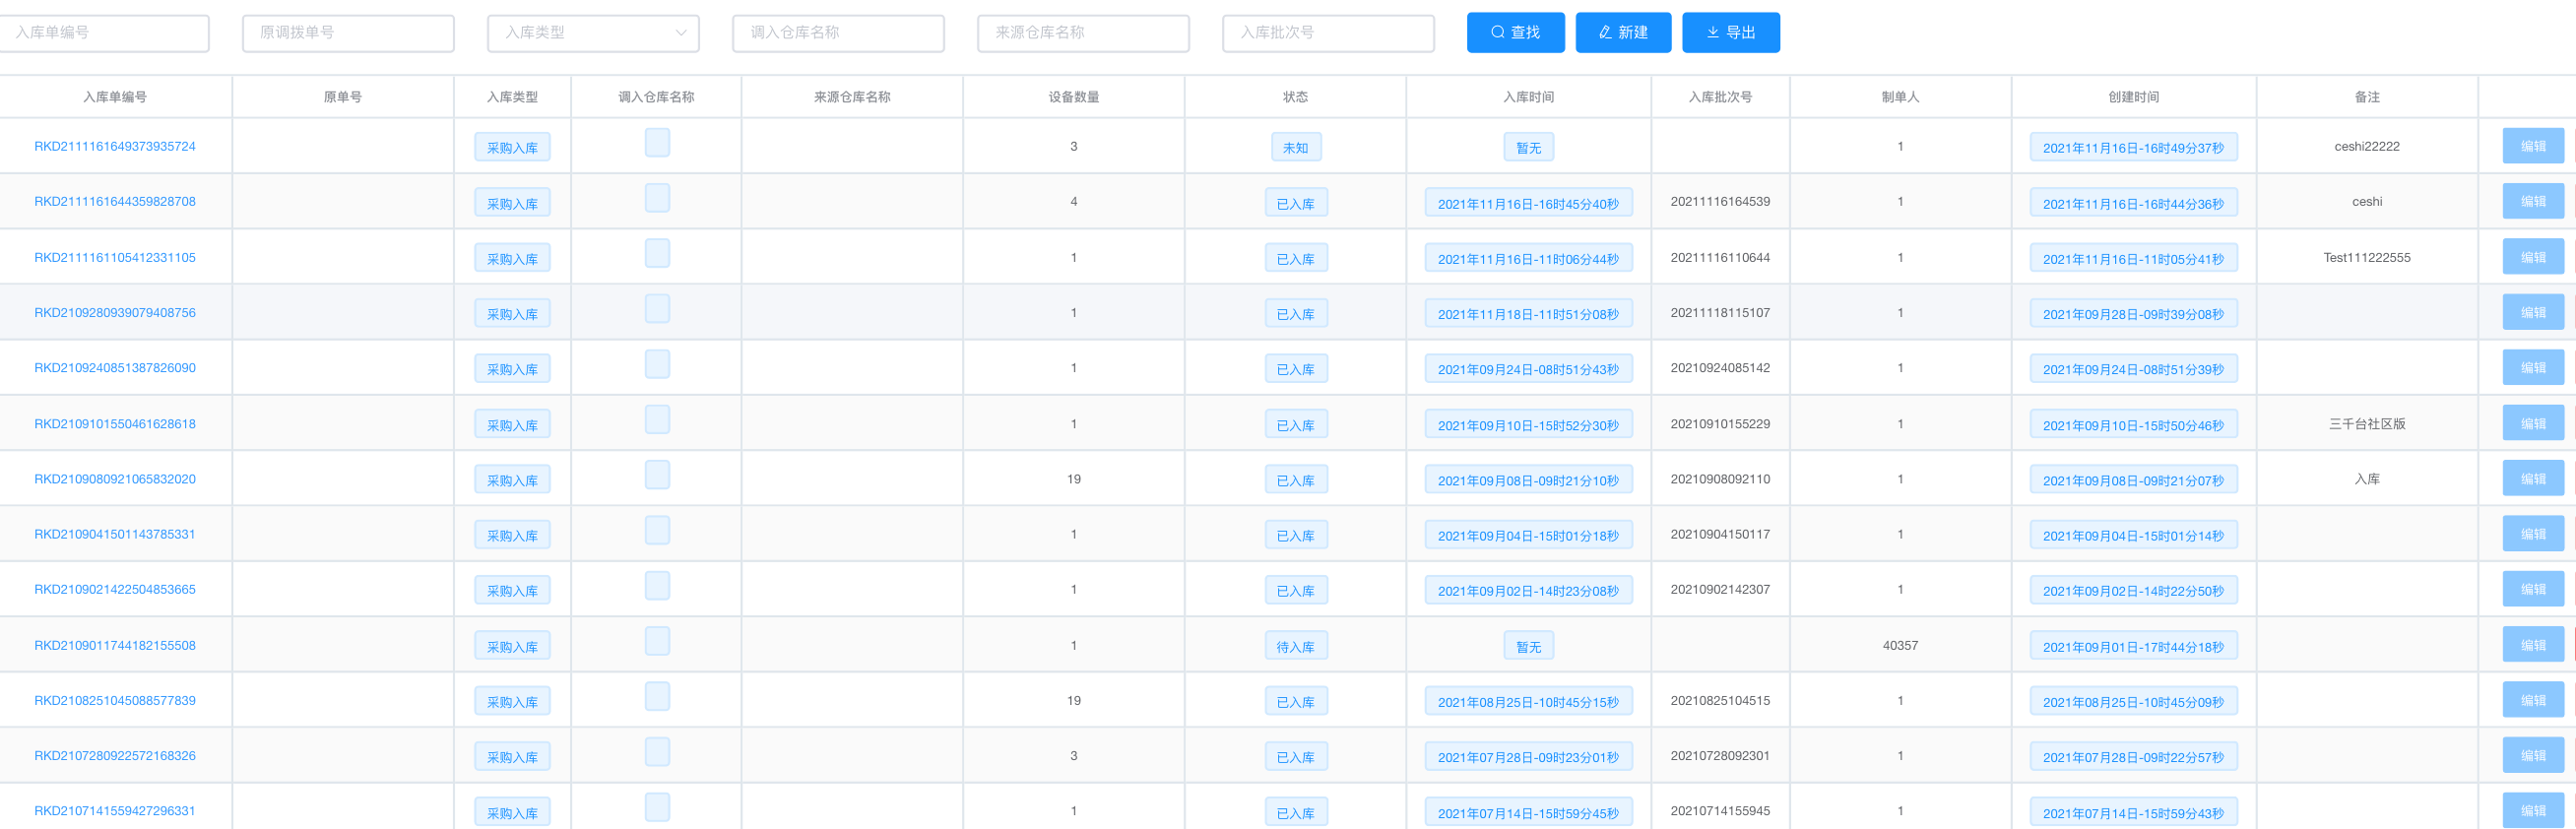 入库单编号 原调拨单号 入库类型 调入仓库名称 来源仓库名称 入库批次号 查找 新建 导出
入库单编号 原单号 入库类型 调入仓库名称 来源仓库名称 设备数量 状态 入库时间 入库批次号 制单人 创建时间 备注
RKD2111161649373935724 采购入库 3 未知 暂无 1 2021年11月16日-16时49分37秒 ceshi22222 编辑
RKD2111161644359828708 采购入库 4 已入库 2021年11月16日-16时45分40秒 20211116164539 1 2021年11月16日-16时44分36秒 ceshi 编辑
RKD2111161105412331105 采购入库 1 已入库 2021年11月16日-11时06分44秒 20211116110644 1 2021年11月16日-11时05分41秒 Test111222555 编辑
RKD2109280939079408756 采购入库 1 已入库 2021年11月18日-11时51分08秒 20211118115107 1 2021年09月28日-09时39分08秒 编辑
RKD2109240851387826090 采购入库 1 已入库 2021年09月24日-08时51分43秒 20210924085142 1 2021年09月24日-08时51分39秒 编辑
RKD2109101550461628618 采购入库 1 已入库 2021年09月10日-15时52分30秒 20210910155229 1 2021年09月10日-15时50分46秒 三千台社区版 编辑
RKD2109080921065832020 采购入库 19 已入库 2021年09月08日-09时21分10秒 20210908092110 1 2021年09月08日-09时21分07秒 入库 编辑
RKD2109041501143785331 采购入库 1 已入库 2021年09月04日-15时01分18秒 20210904150117 1 2021年09月04日-15时01分14秒 编辑
RKD2109021422504853665 采购入库 1 已入库 2021年09月02日-14时23分08秒 20210902142307 1 2021年09月02日-14时22分50秒 编辑
RKD2109011744182155508 采购入库 1 待入库 暂无 40357 2021年09月01日-17时44分18秒 编辑
RKD2108251045088577839 采购入库 19 已入库 2021年08月25日-10时45分15秒 20210825104515 1 2021年08月25日-10时45分09秒 编辑
RKD2107280922572168326 采购入库 3 已入库 2021年07月28日-09时23分01秒 20210728092301 1 2021年07月28日-09时22分57秒 编辑
RKD2107141559427296331 采购入库 1 已入库 2021年07月14日-15时59分45秒 20210714155945 1 2021年07月14日-15时59分43秒 编辑